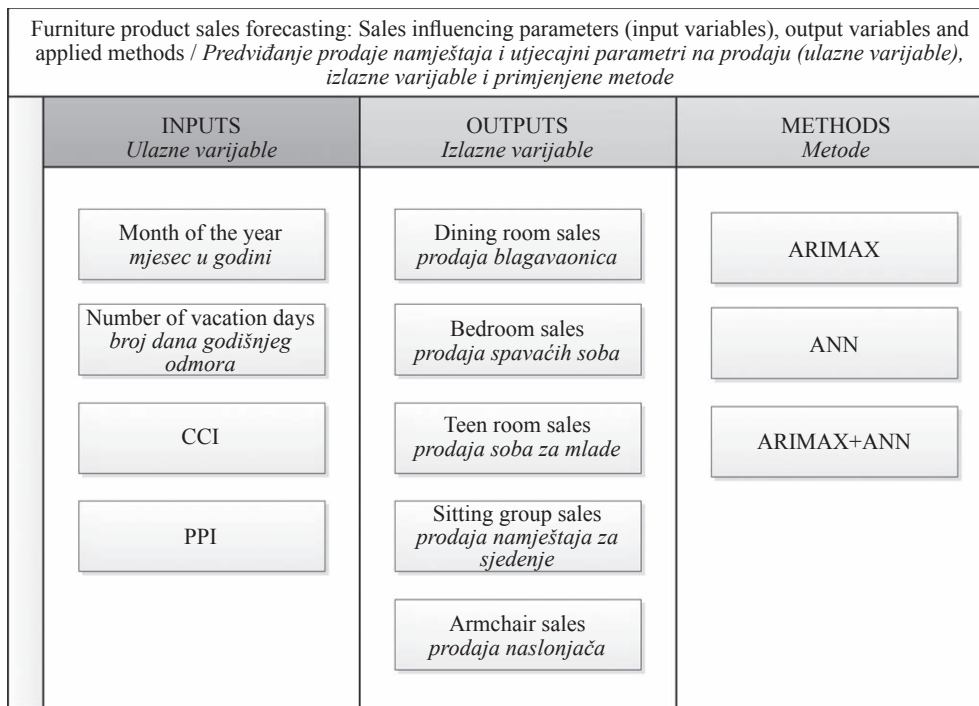 Furniture product sales forecasting: Sales influencing parameters (input variables), output variables and
applied methods / Predviđanje prodaje namještaja i utjecajni parametri na prodaju (ulazne varijable),
izlazne varijable i primjenjene metode
INPUTS
Ulazne varijable
Month of the year
mjesec u godini
Number of vacation days
broj dana godišnjeg
odmora
CCI
PPI
OUTPUTS
Izlazne varijable
Dining room sales
prodaja blagavaonica
Bedroom sales
prodaja spavaćih soba
Teen room sales
prodaja soba za mlade
Sitting group sales
prodaja namještaja za
sjedenje
Armchair sales
prodaja naslonjača
METHODS
Metode
ARIMAX
ANN
ARIMAX+ANN